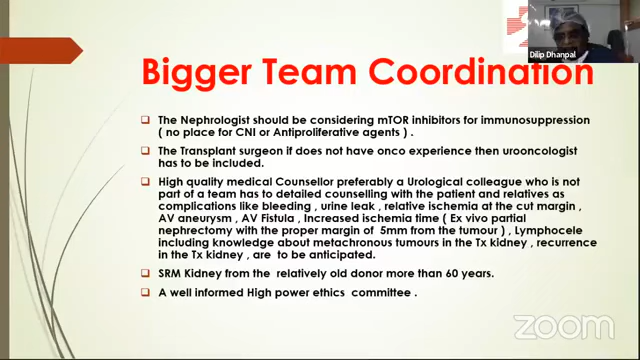 Dilip Dhanpal
Bigger Team Coordination
The Nephrologist should be considering mTOR inhibitors for immunosuppression
( no place for CNI or Antiproliferative agents ) .
The Transplant surgeon if does not have onco experience then urooncologist
has to be included.
High quality medical Counsellor preferably a Urological colleague who is not
part of a team has to detailed counselling with the patient and relatives as
complications like bleeding , urine leak , relative ischemia at the cut margin ,
AV aneurysm , AV Fistula , Increased ischemia time ( Ex vivo partial
nephrectomy with the proper margin of 5mm from the tumour ) , Lymphocele
including knowledge about metachronous tumours in the Tx kidney , recurrence
in the Tx kidney , are to be anticipated.
SRM Kidney from the relatively old donor more than 60 years.
A well informed High power ethics committee .
zoom